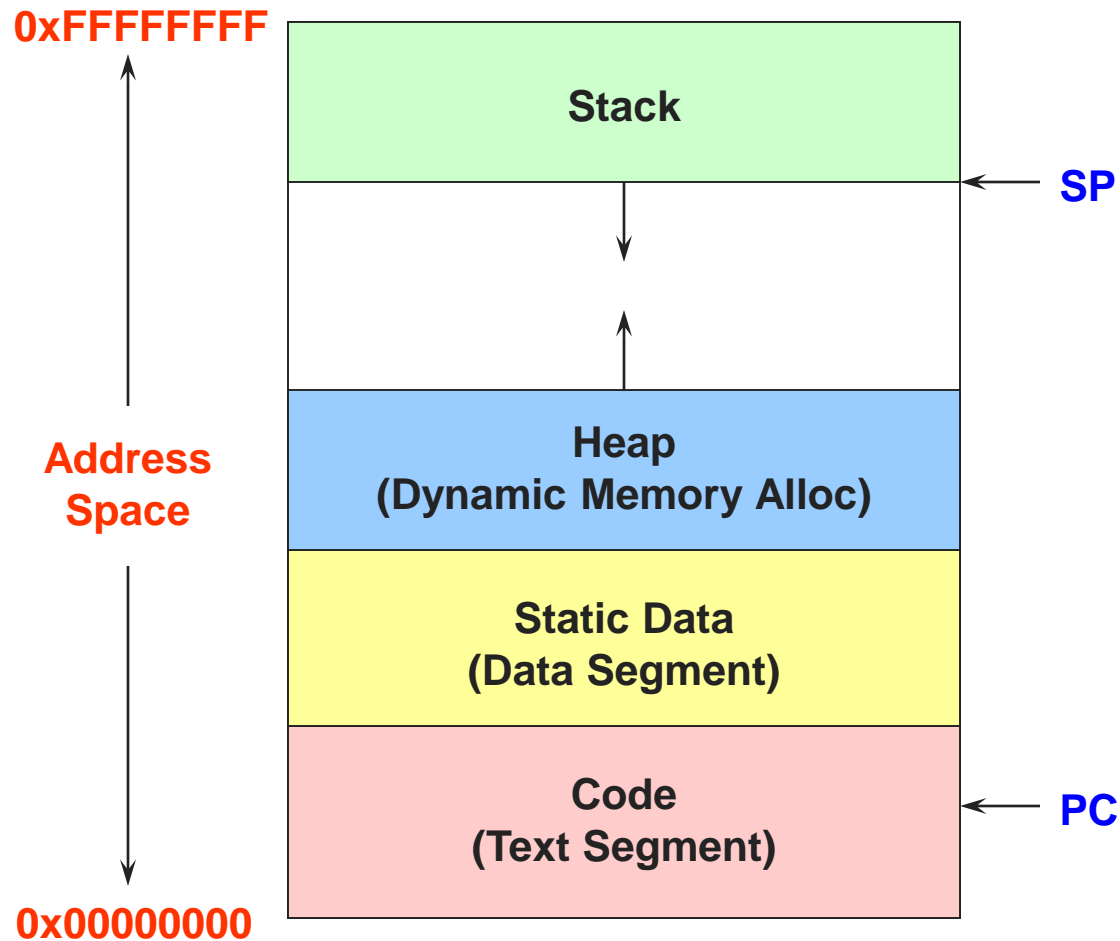 0xFFFFFFFF
Stack
SP
Heap
(Dynamic Memory Alloc)
Address
Space
Static Data
(Data Segment)
Code
(Text Segment)
PC
0x00000000